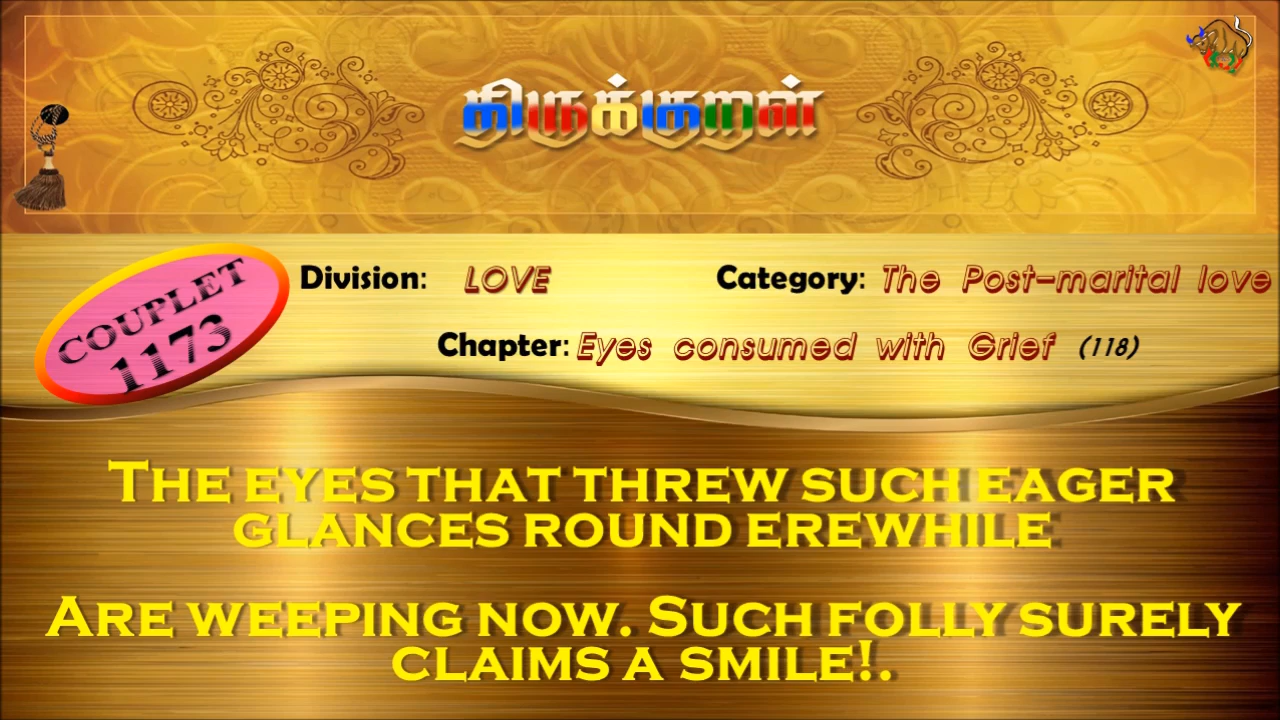 திருக்குறள்
COUPLET
1173
Division: LOVE Category: The Post-marital love
Chapter: Eyes consumed with Grief (118)
THE EYES THAT THREW SUCH EAGER
GLANCES ROUND EREWHILE
ARE WEEPING NOW. SUCH FOLLY SURELY
CLAIMS A SMILE!.